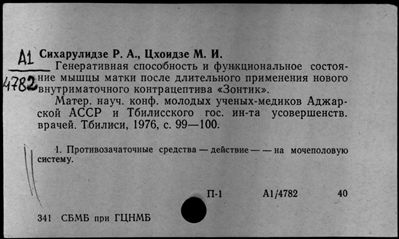 А1
4782
Сихарулидзе Р. А., Цхоидзе М. И.
Генеративная способность и функциональное состоя-
ние мышцы матки после длительного применения нового
внутриматочного контрацептива «Зонтик».
Матер. науч. конф. молодых ученых-медиков Аджар-
ской АССР и Тбилисского гос. ин-та усовершенств.
врачей. Тбилиси, 1976, с. 99—100.
1. Противозачаточные средства — действие — — на мочеполовую
систему.
П-1 А1/4782 40
341 СБМБ при ГЦНМБ